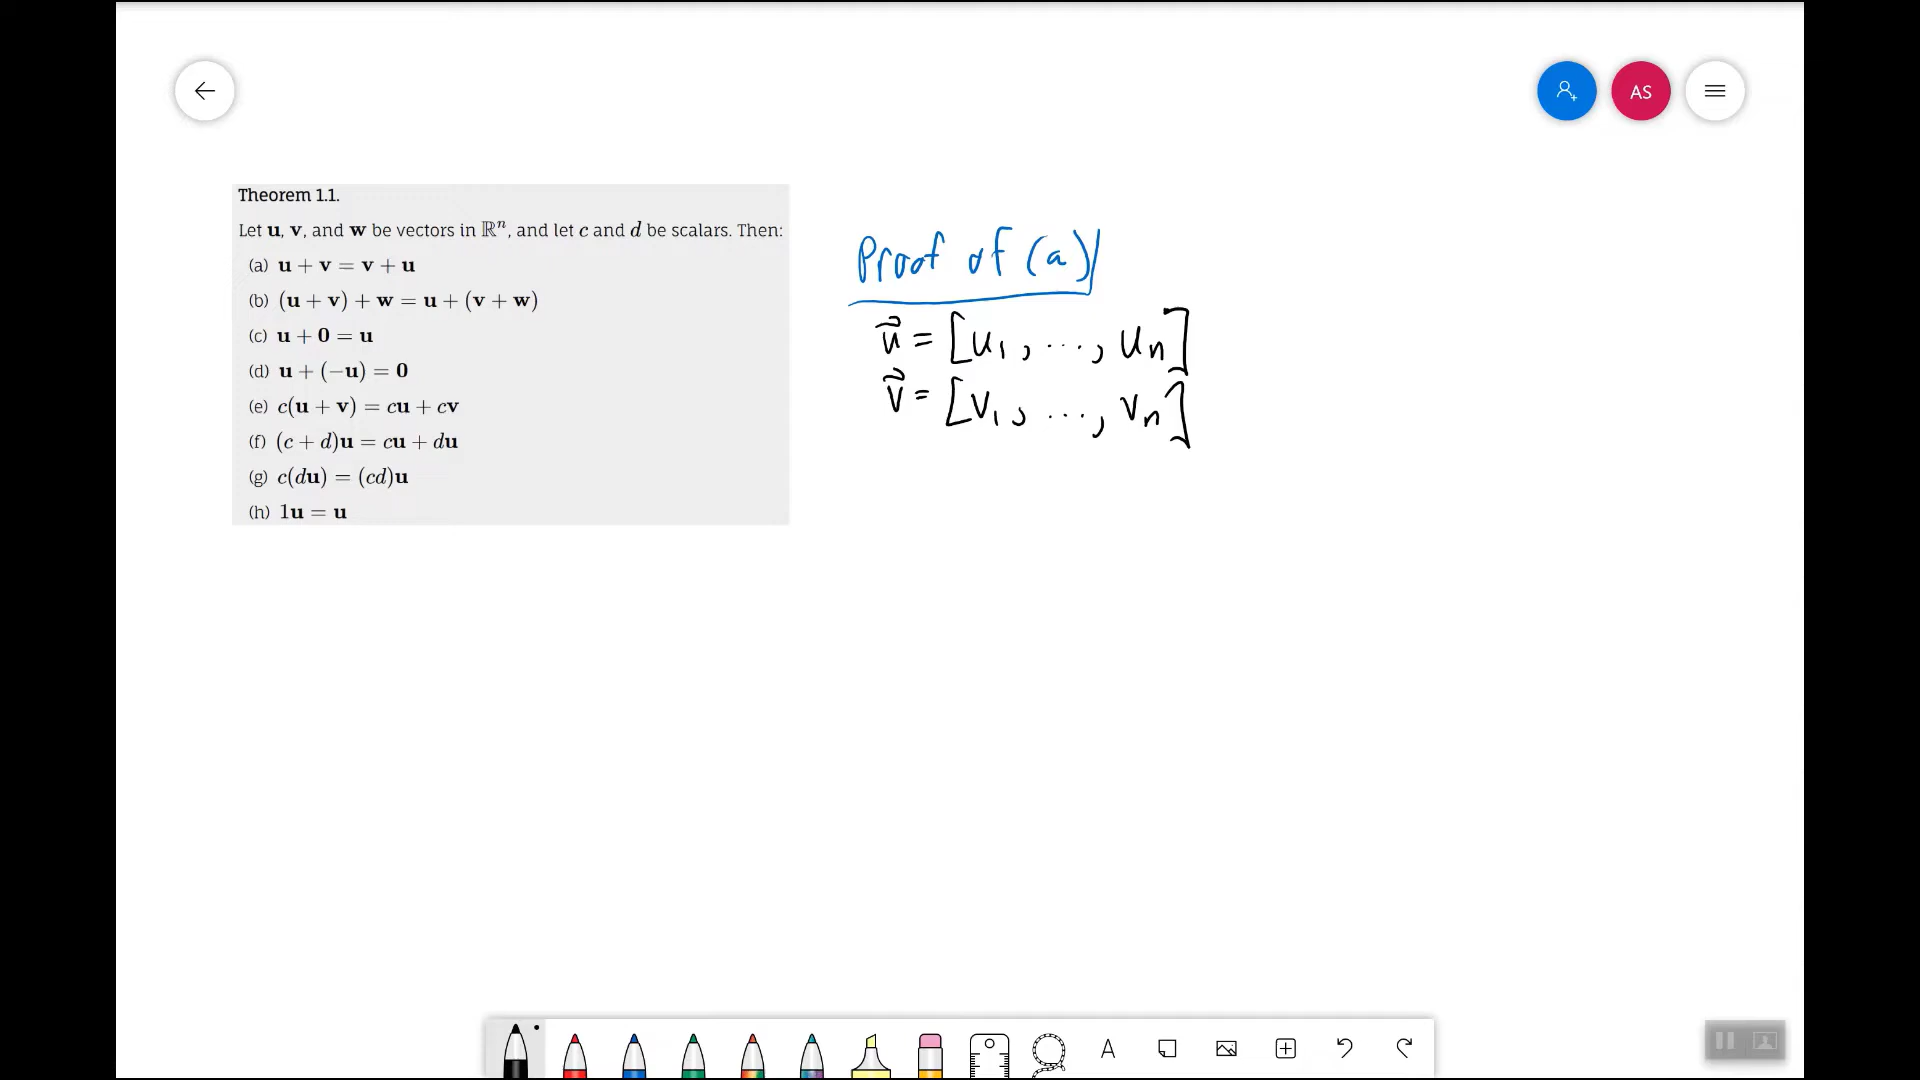 AS
Theorem 1.1.
Let u, v, and w be vectors in ℝⁿ, and let c and d be scalars. Then:
(a) u + v = v + u
(b) (u + v) + w = u + (v + w)
(c) u + 0 = u
(d) u + (−u) = 0
(e) c(u + v) = cu + cv
(f) (c + d)u = cu + du
(g) c(du) = (cd)u
(h) 1u = u
Proof of (a)
u⃗ = [u₁, ..., uₙ]
v⃗ = [v₁, ..., vₙ]
A